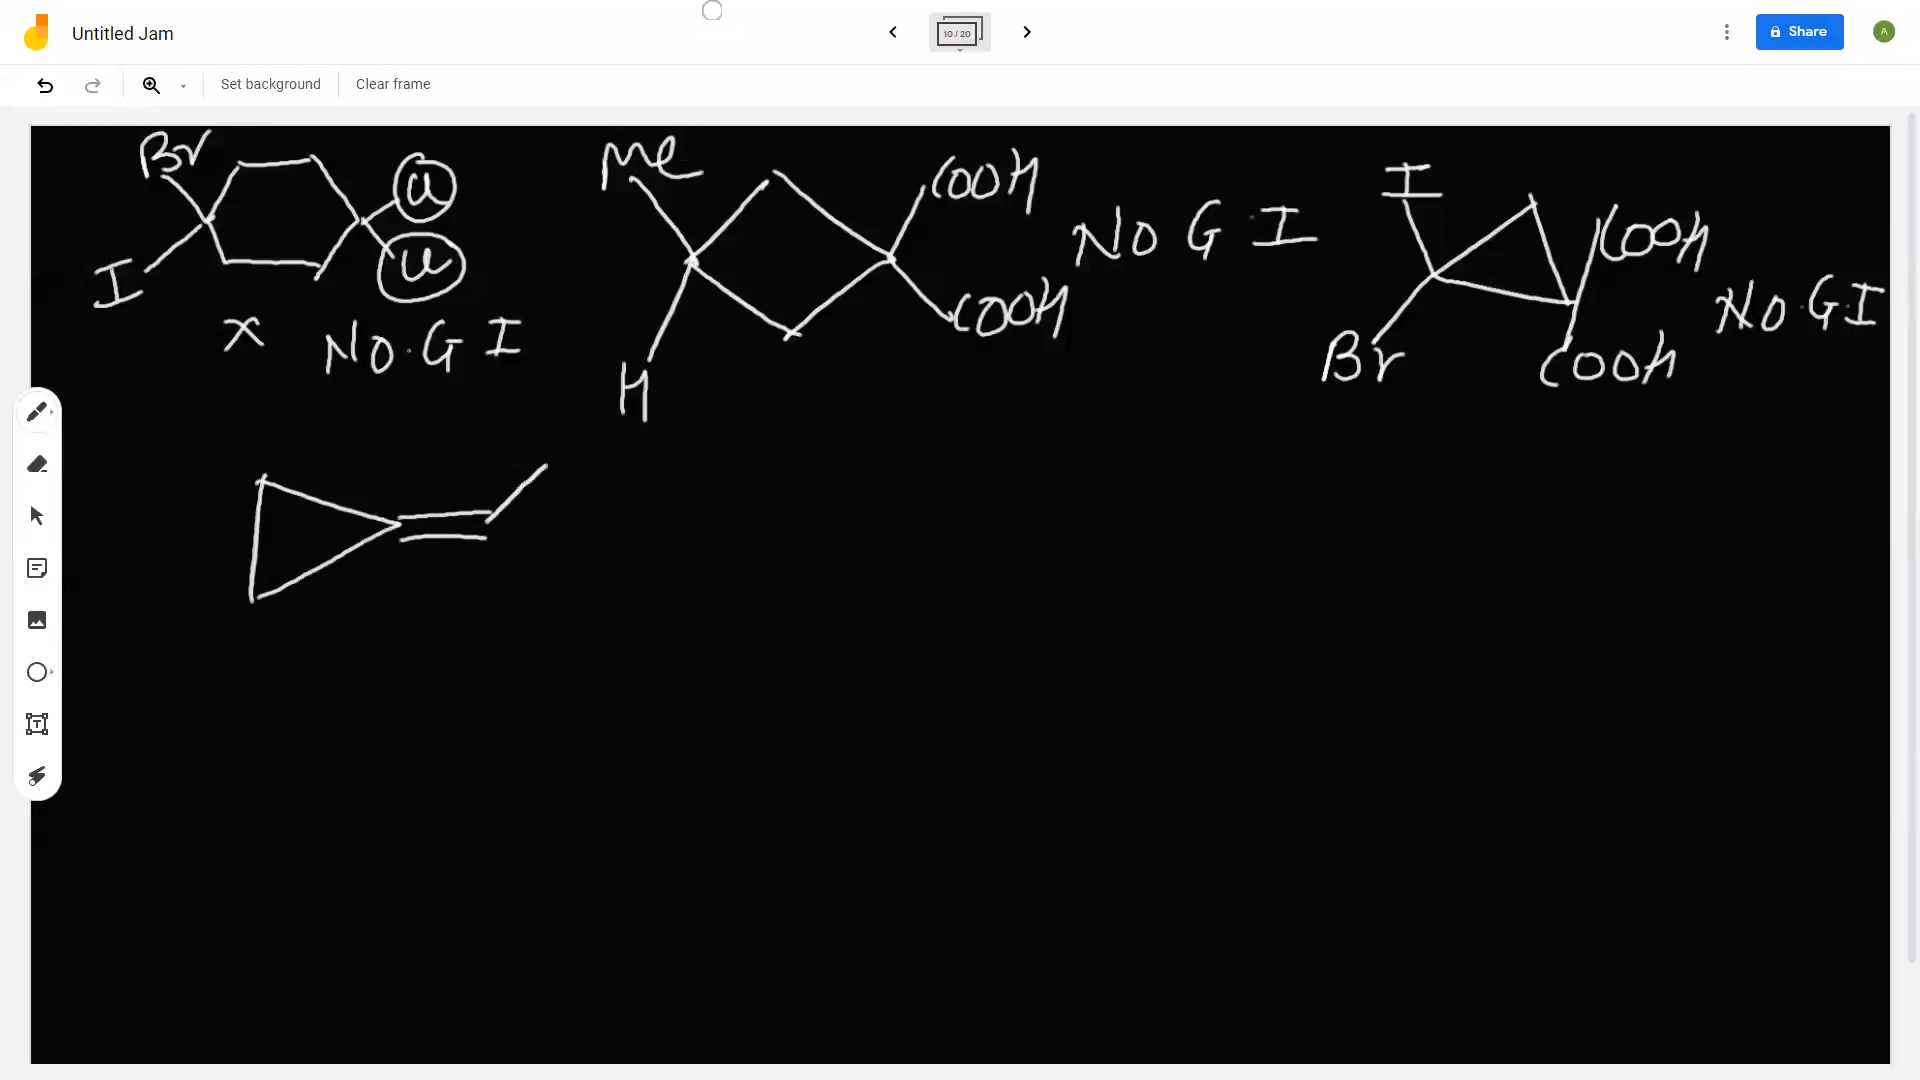 Untitled Jam
10 / 20
Share
A
Set background
Clear frame
Br
I
Cl
Cl
X NO.G I
Me
H
COOH
COOH
NO G.I
I
Br
COOH
COOH
NO.G.I
T